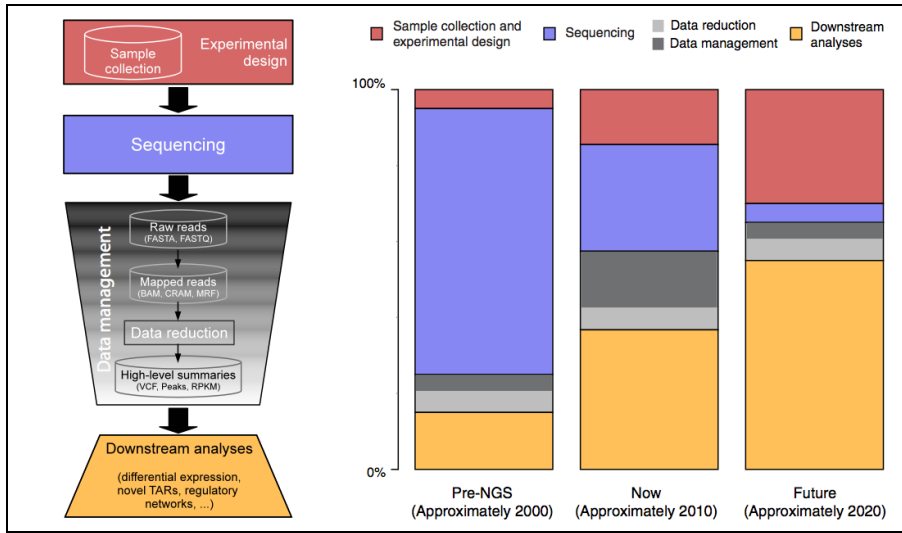 Sample
collection
Experimental
design
Sequencing
Data management
Raw reads
(FASTA, FASTQ)
Mapped reads
(BAM, CRAM, MRF)
Data reduction
High-level summaries
(VCF, Peaks, RPKM)
Downstream analyses
(differential expression,
novel TARs, regulatory
networks, ...)
Sample collection and
experimental design
Sequencing
Data reduction
Data management
Downstream
analyses
100%
0%
Pre-NGS
(Approximately 2000)
Now
(Approximately 2010)
Future
(Approximately 2020)